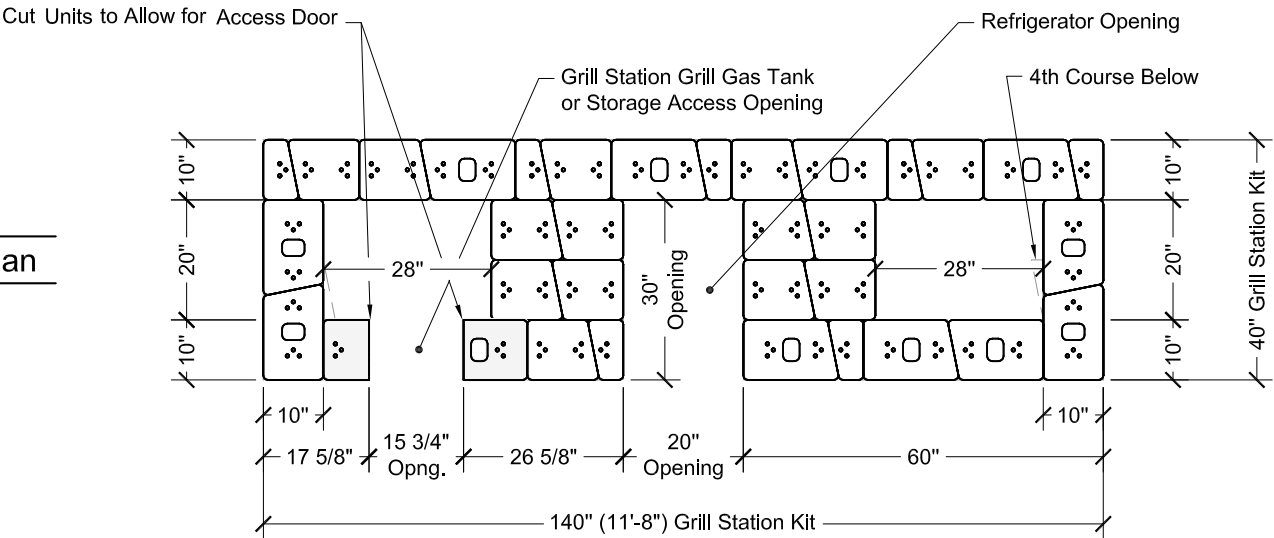 Cut Units to Allow for Access Door
Refrigerator Opening
Grill Station Grill Gas Tank
or Storage Access Opening
4th Course Below
10"
10"
an
20"
28"
30"
Opening
28"
20"
40" Grill Station Kit
10"
10"
10"
10"
17 5/8"
15 3/4"
Opng.
26 5/8"
20"
Opening
60"
140" (11'-8") Grill Station Kit